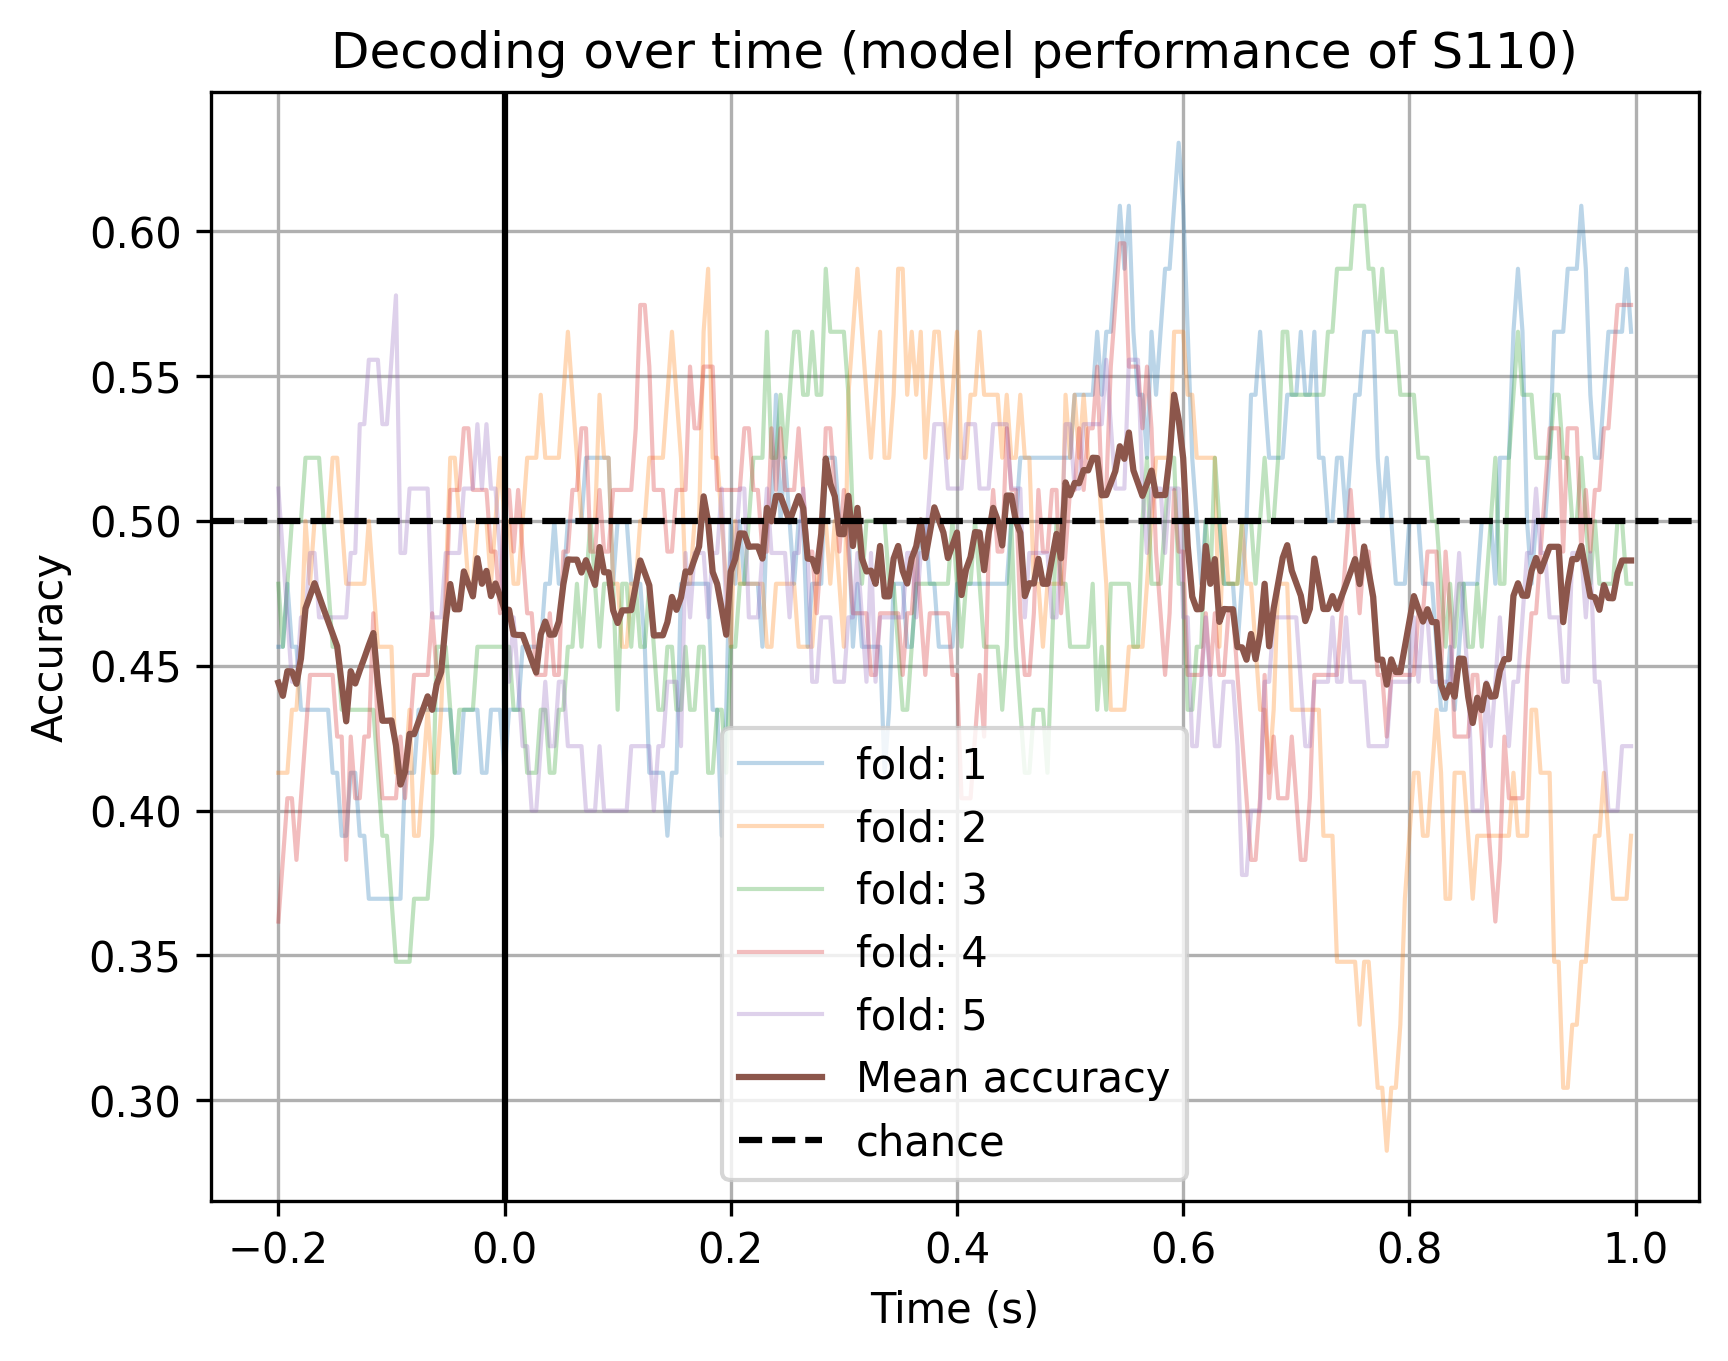 Decoding over time (model performance of S110)
Accuracy
0.60
0.55
0.50
0.45
0.40
0.35
0.30
fold: 1
fold: 2
fold: 3
fold: 4
fold: 5
Mean accuracy
chance
−0.2 0.0 0.2 0.4 0.6 0.8 1.0
Time (s)